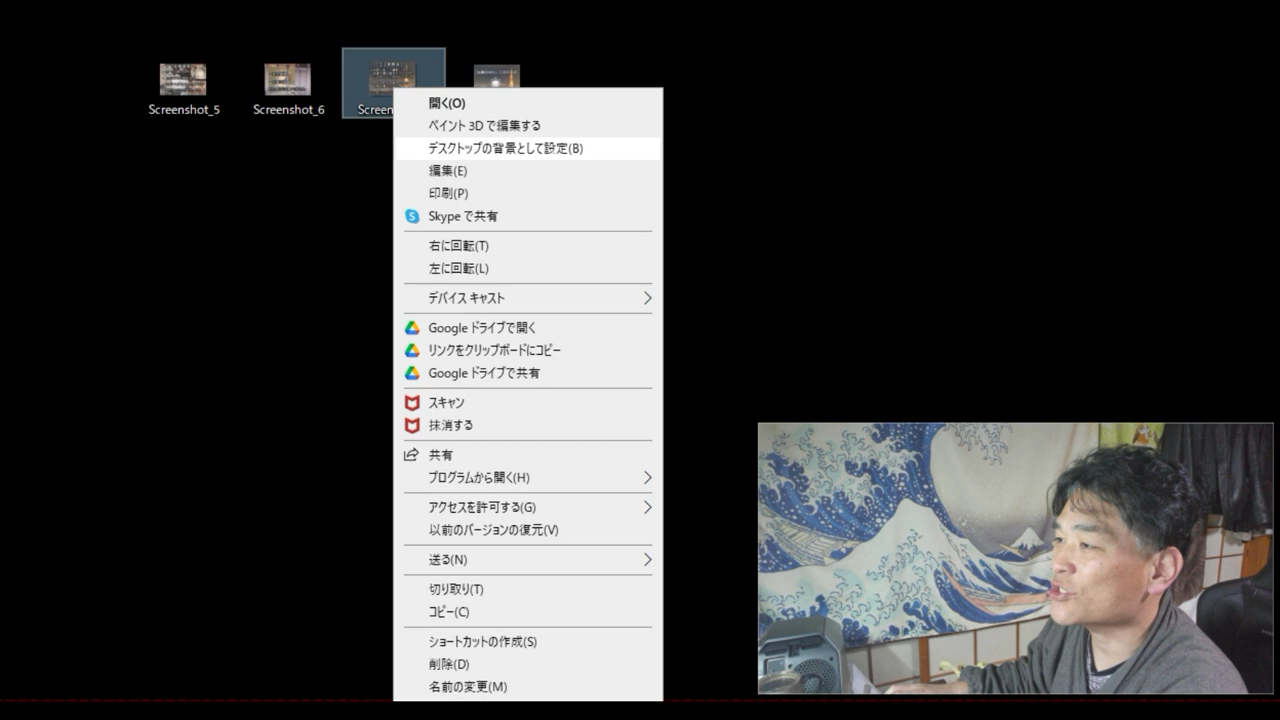 Screenshot_5
Screenshot_6
Screen
開く(O)
ペイント 3D で編集する
デスクトップの背景として設定(B)
編集(E)
印刷(P)
Skype で共有
右に回転(T)
左に回転(L)
デバイス キャスト
Google ドライブで開く
リンクをクリップボードにコピー
Google ドライブで共有
スキャン
抹消する
共有
プログラムから開く(H)
アクセスを許可する(G)
以前のバージョンの復元(V)
送る(N)
切り取り(T)
コピー(C)
ショートカットの作成(S)
削除(D)
名前の変更(M)